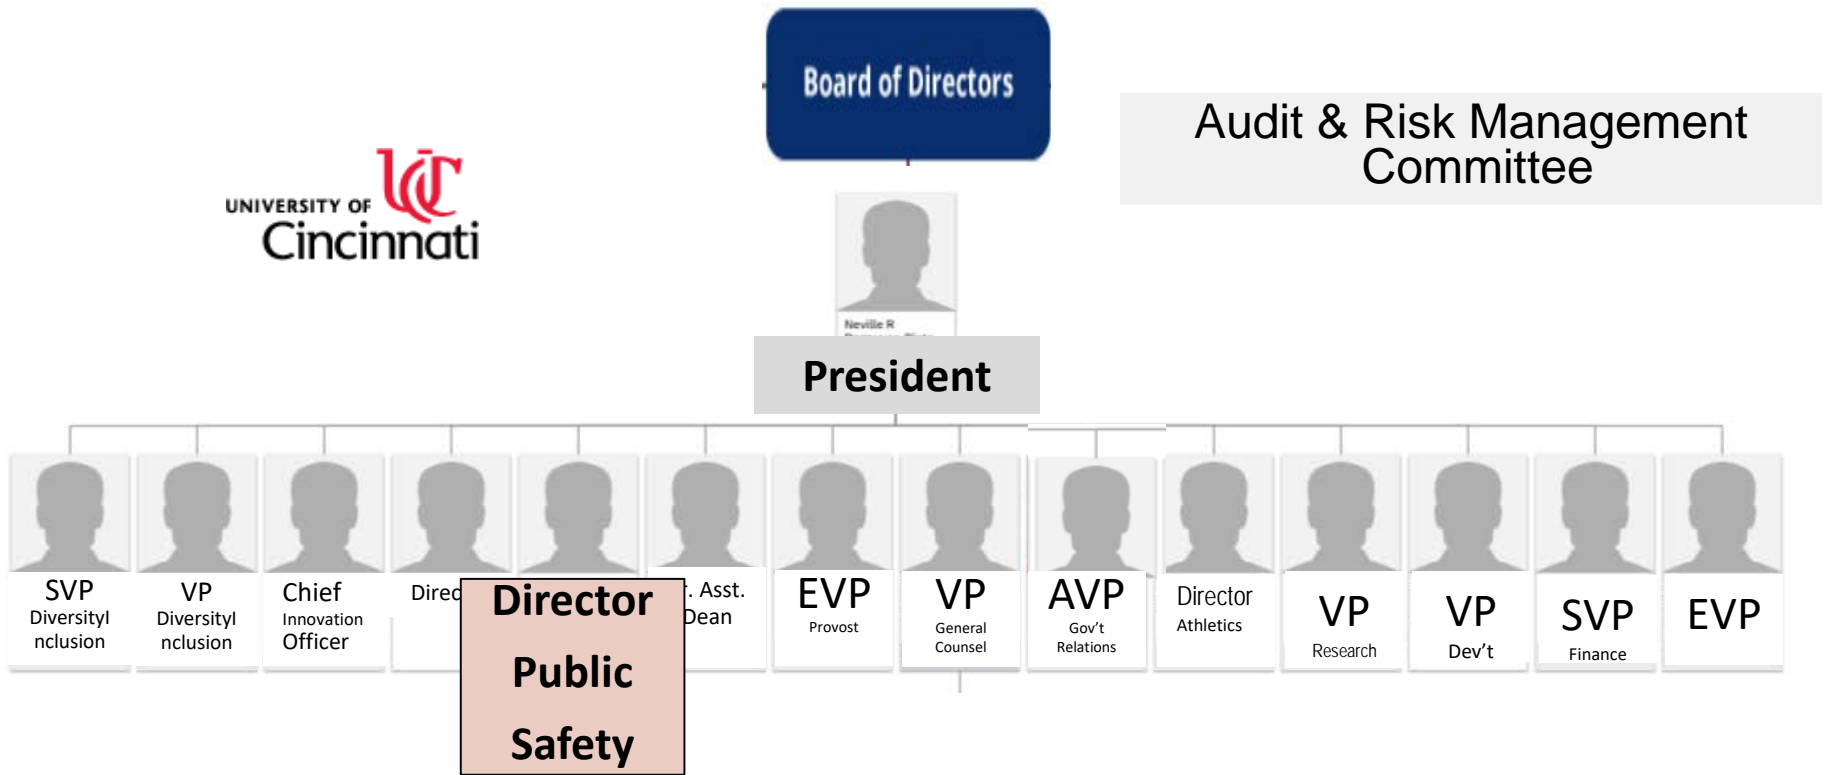 Board of Directors
Audit & Risk Management
Committee
UNIVERSITY OF
Cincinnati
Neville R
President
SVP
Diversityl
nclusion
VP
Diversityl
nclusion
Chief
Innovation
Officer
Direc
Director
Public
Safety
. Asst.
Dean
EVP
Provost
VP
General
Counsel
AVP
Gov't
Relations
Director
Athletics
VP
Research
VP
Dev't
SVP
Finance
EVP